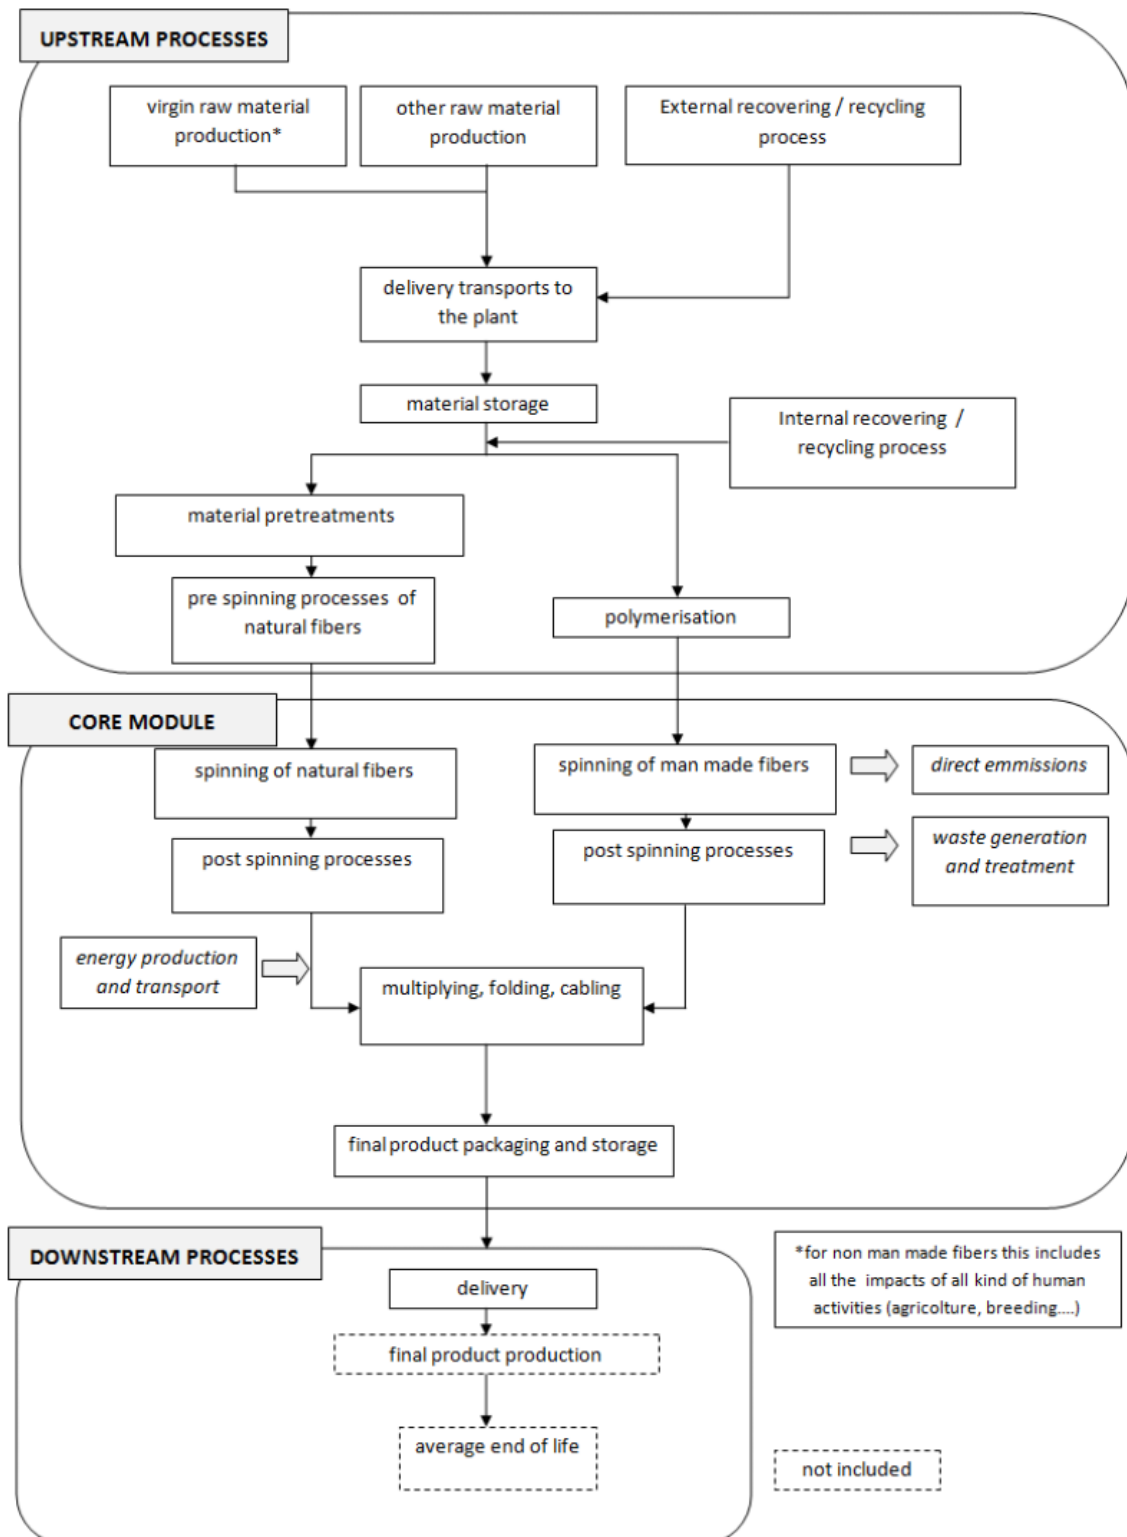 UPSTREAM PROCESSES
virgin raw material
production*
other raw material
production
External recovering / recycling
process
delivery transports to
the plant
material storage
Internal recovering /
recycling process
material pretreatments
pre spinning processes of
natural fibers
polymerisation
CORE MODULE
spinning of natural fibers
spinning of man made fibers
direct emmissions
post spinning processes
post spinning processes
waste generation
and treatment
energy production
and transport
multiplying, folding, cabling
final product packaging and storage
DOWNSTREAM PROCESSES
*for non man made fibers this includes
all the impacts of all kind of human
activities (agricolture, breeding....)
delivery
final product production
average end of life
not included